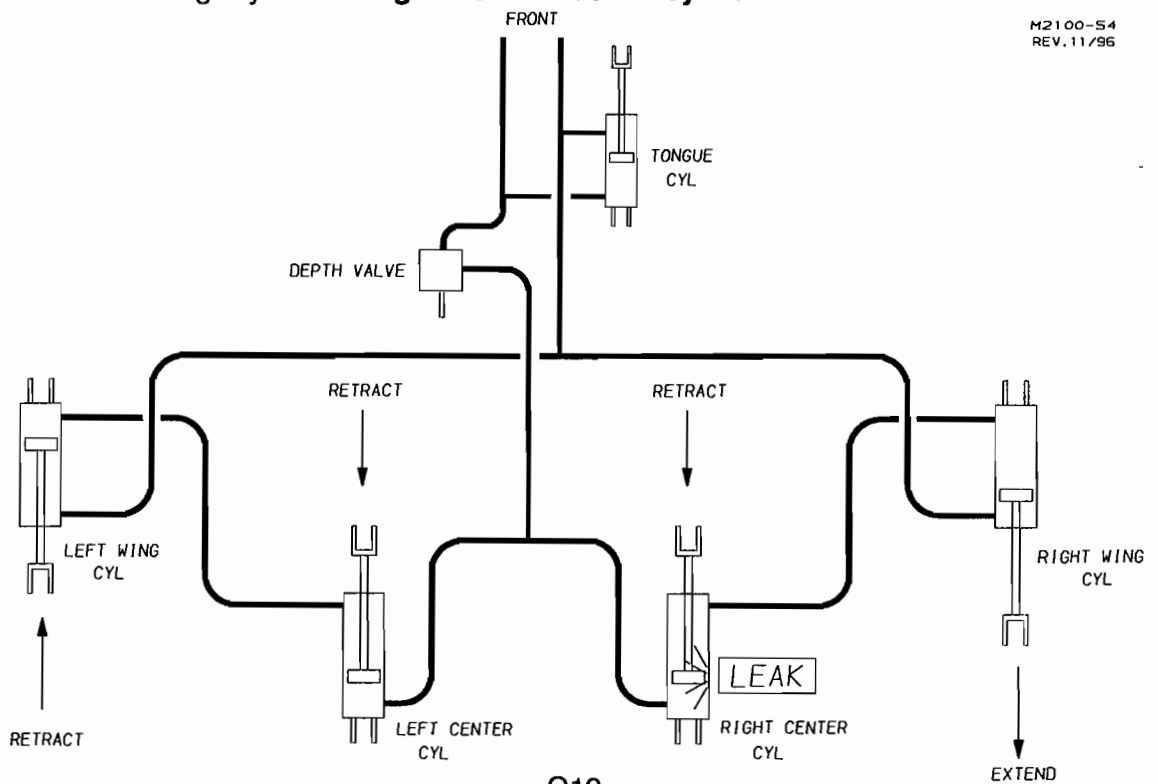 FRONT
M2100-S4
REV.11/96
TONGUE
CYL
DEPTH VALVE
RETRACT
RETRACT
LEFT WING
CYL
RIGHT WING
CYL
LEAK
LEFT CENTER
CYL
RIGHT CENTER
CYL
RETRACT
EXTEND